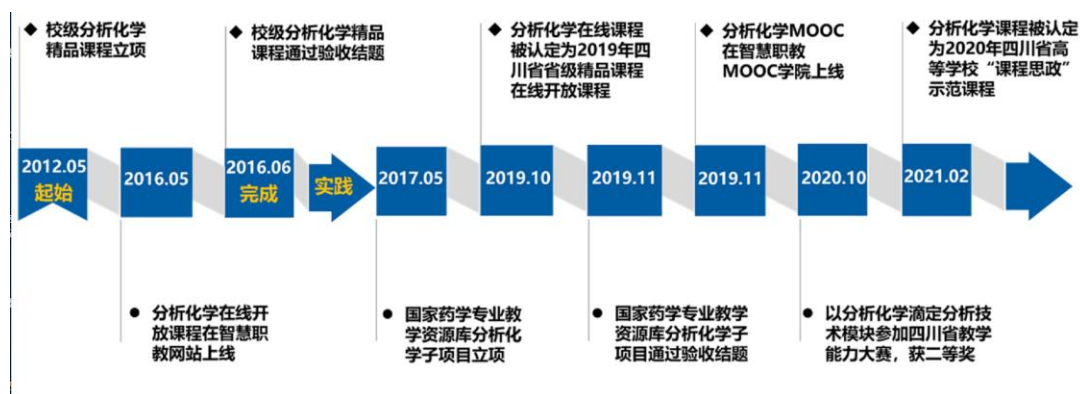 ◆ 校级分析化学
精品课程立项
◆ 校级分析化学精品
课程通过验收结题
◆ 分析化学在线课程
被认定为2019年四
川省省级精品课程
在线开放课程
◆ 分析化学MOOC
在智慧职教
MOOC学院上线
◆ 分析化学课程被认定
为2020年四川省高
等学校“课程思政”
示范课程
2012.05
起始
2016.05
2016.06
完成
实践
2017.05
2019.10
2019.11
2019.11
2020.10
2021.02
● 分析化学在线开
放课程在智慧职
教网站上线
● 国家药学专业教
学资源库分析化
学子项目立项
● 国家药学专业教学
资源库分析化学子
项目通过验收结题
● 以分析化学滴定分析技
术模块参加四川省教学
能力大赛，获二等奖